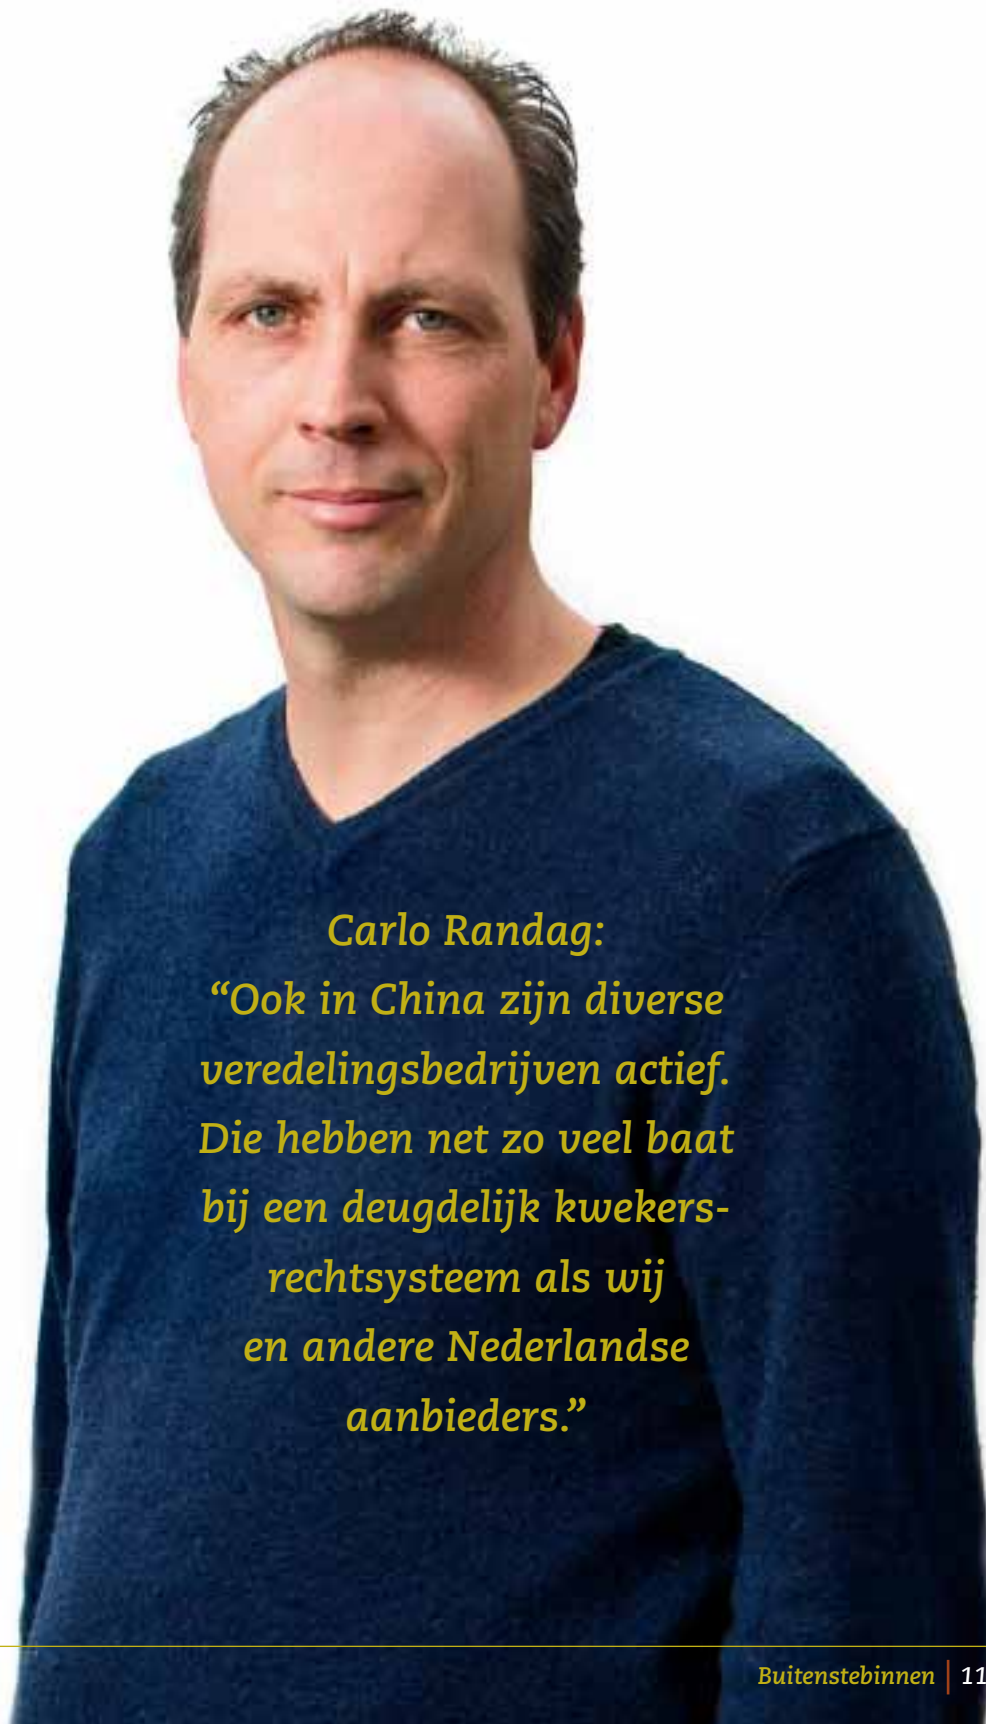 Carlo Randag:
“Ook in China zijn diverse
veredelingsbedrijven actief.
Die hebben net zo veel baat
bij een deugdelijk kwekers-
rechtsysteem als wij
en andere Nederlandse
aanbieders.”
Buitenstebinnen | 11